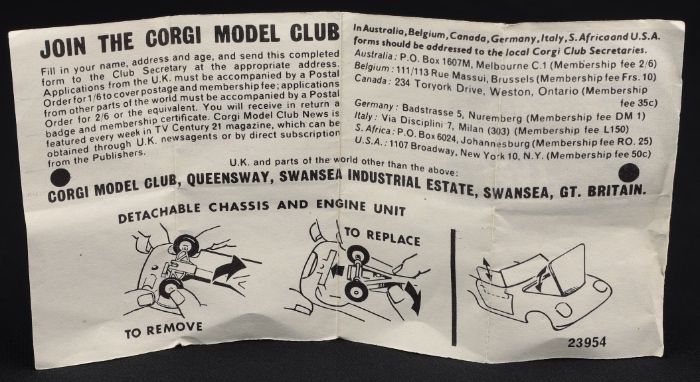 JOIN THE CORGI MODEL CLUB
Fill in your name, address and age, and send this completed
form to the Club Secretary at the appropriate address.
Applications from the U.K. must be accompanied by a Postal
Order for 1/6 to cover postage and membership fee; applications
from other parts of the world must be accompanied by a Postal
Order for 2/6 or the equivalent. You will receive in return a
badge and membership certificate. Corgi Model Club News is
featured every week in TV Century 21 magazine, which can be
obtained through U.K. newsagents or by direct subscription
from the Publishers.
In Australia, Belgium, Canada, Germany, Italy, S. Africa and U.S.A.
forms should be addressed to the local Corgi Club Secretaries.
Australia: P.O. Box 1607M, Melbourne C.1 (Membership fee 2/6)
Belgium: 111/113 Rue Massui, Brussels (Membership fee Frs. 10)
Canada: 234 Toryork Drive, Weston, Ontario (Membership
fee 35c)
Germany: Badstrasse 5, Nuremberg (Membership fee DM 1)
Italy: Via Disciplini 7, Milan (303) (Membership fee L150)
S. Africa: P.O. Box 6024, Johannesburg (Membership fee RO. 25)
U.S.A.: 1107 Broadway, New York 10, N.Y. (Membership fee 50c)
U.K. and parts of the world other than the above:
CORGI MODEL CLUB, QUEENSWAY, SWANSEA INDUSTRIAL ESTATE, SWANSEA, GT. BRITAIN.
DETACHABLE CHASSIS AND ENGINE UNIT
TO REPLACE
TO REMOVE
23954